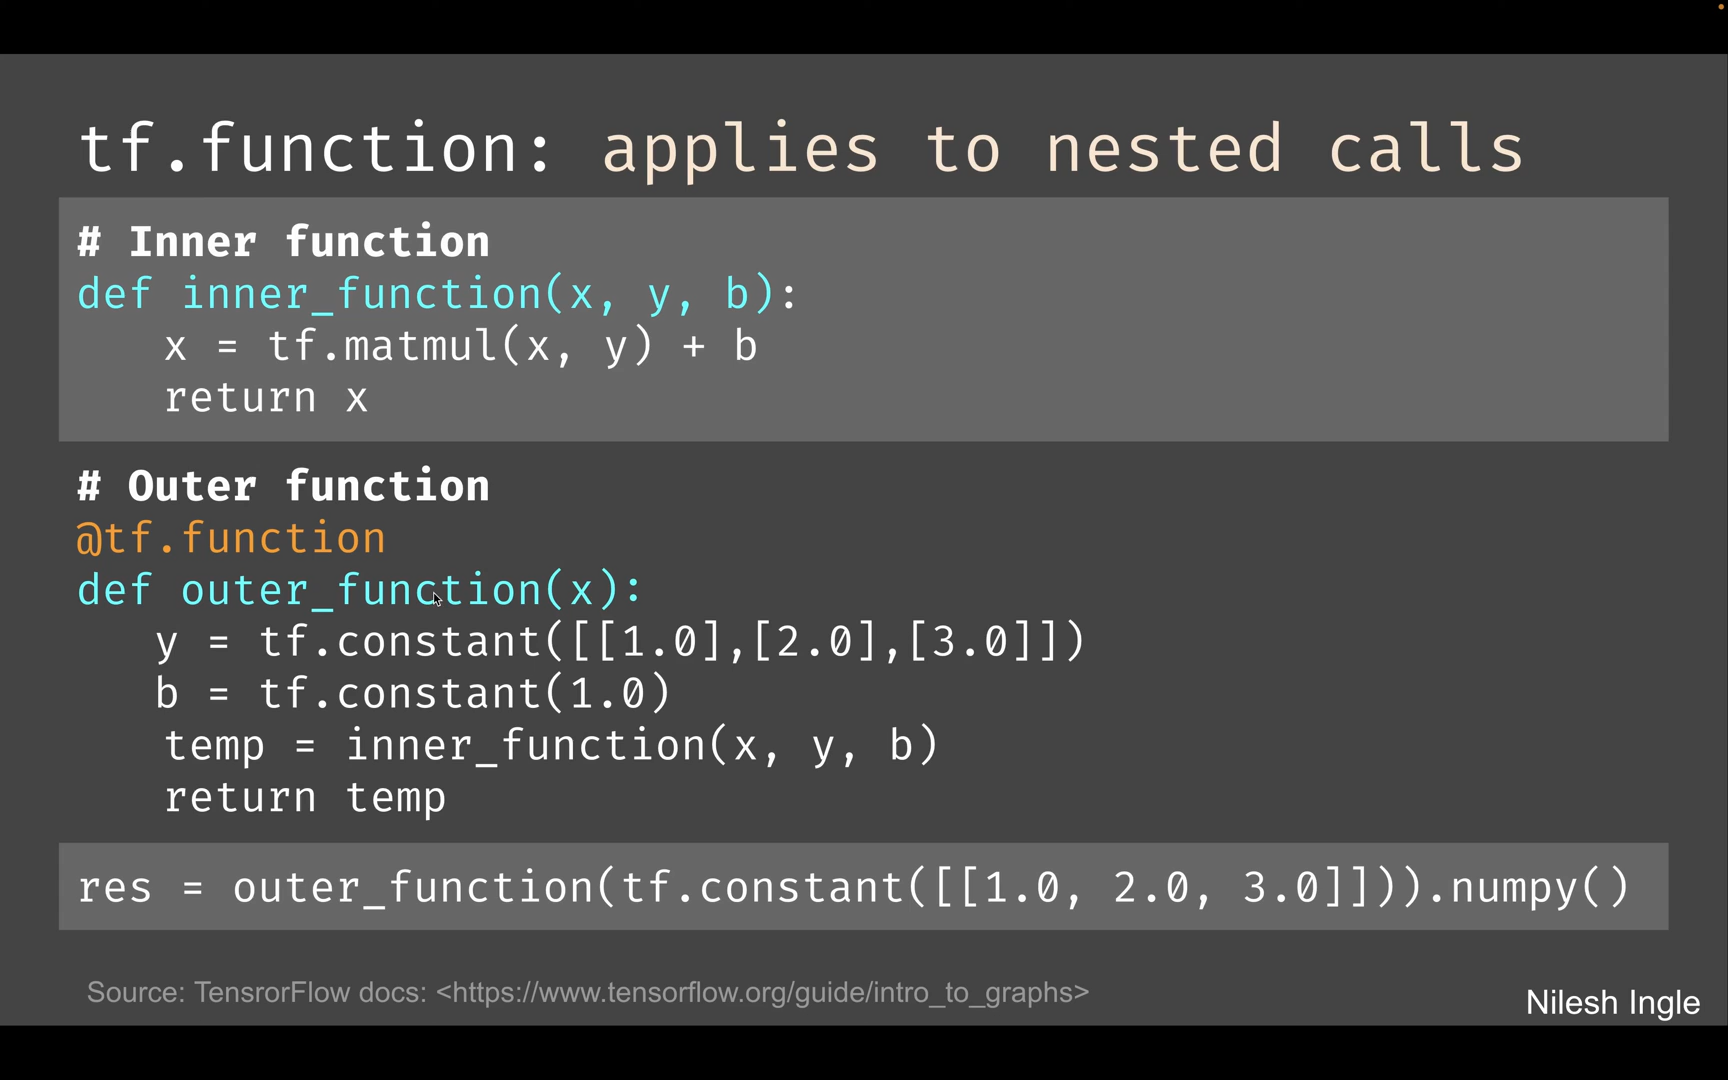 tf.function: applies to nested calls
# Inner function
def inner_function(x, y, b):
x = tf.matmul(x, y) + b
return x
# Outer function
@tf.function
def outer_function(x):
y = tf.constant([[1.0],[2.0],[3.0]])
b = tf.constant(1.0)
temp = inner_function(x, y, b)
return temp
res = outer_function(tf.constant([[1.0, 2.0, 3.0]])).numpy()
Source: TensrorFlow docs: <https://www.tensorflow.org/guide/intro_to_graphs>
Nilesh Ingle